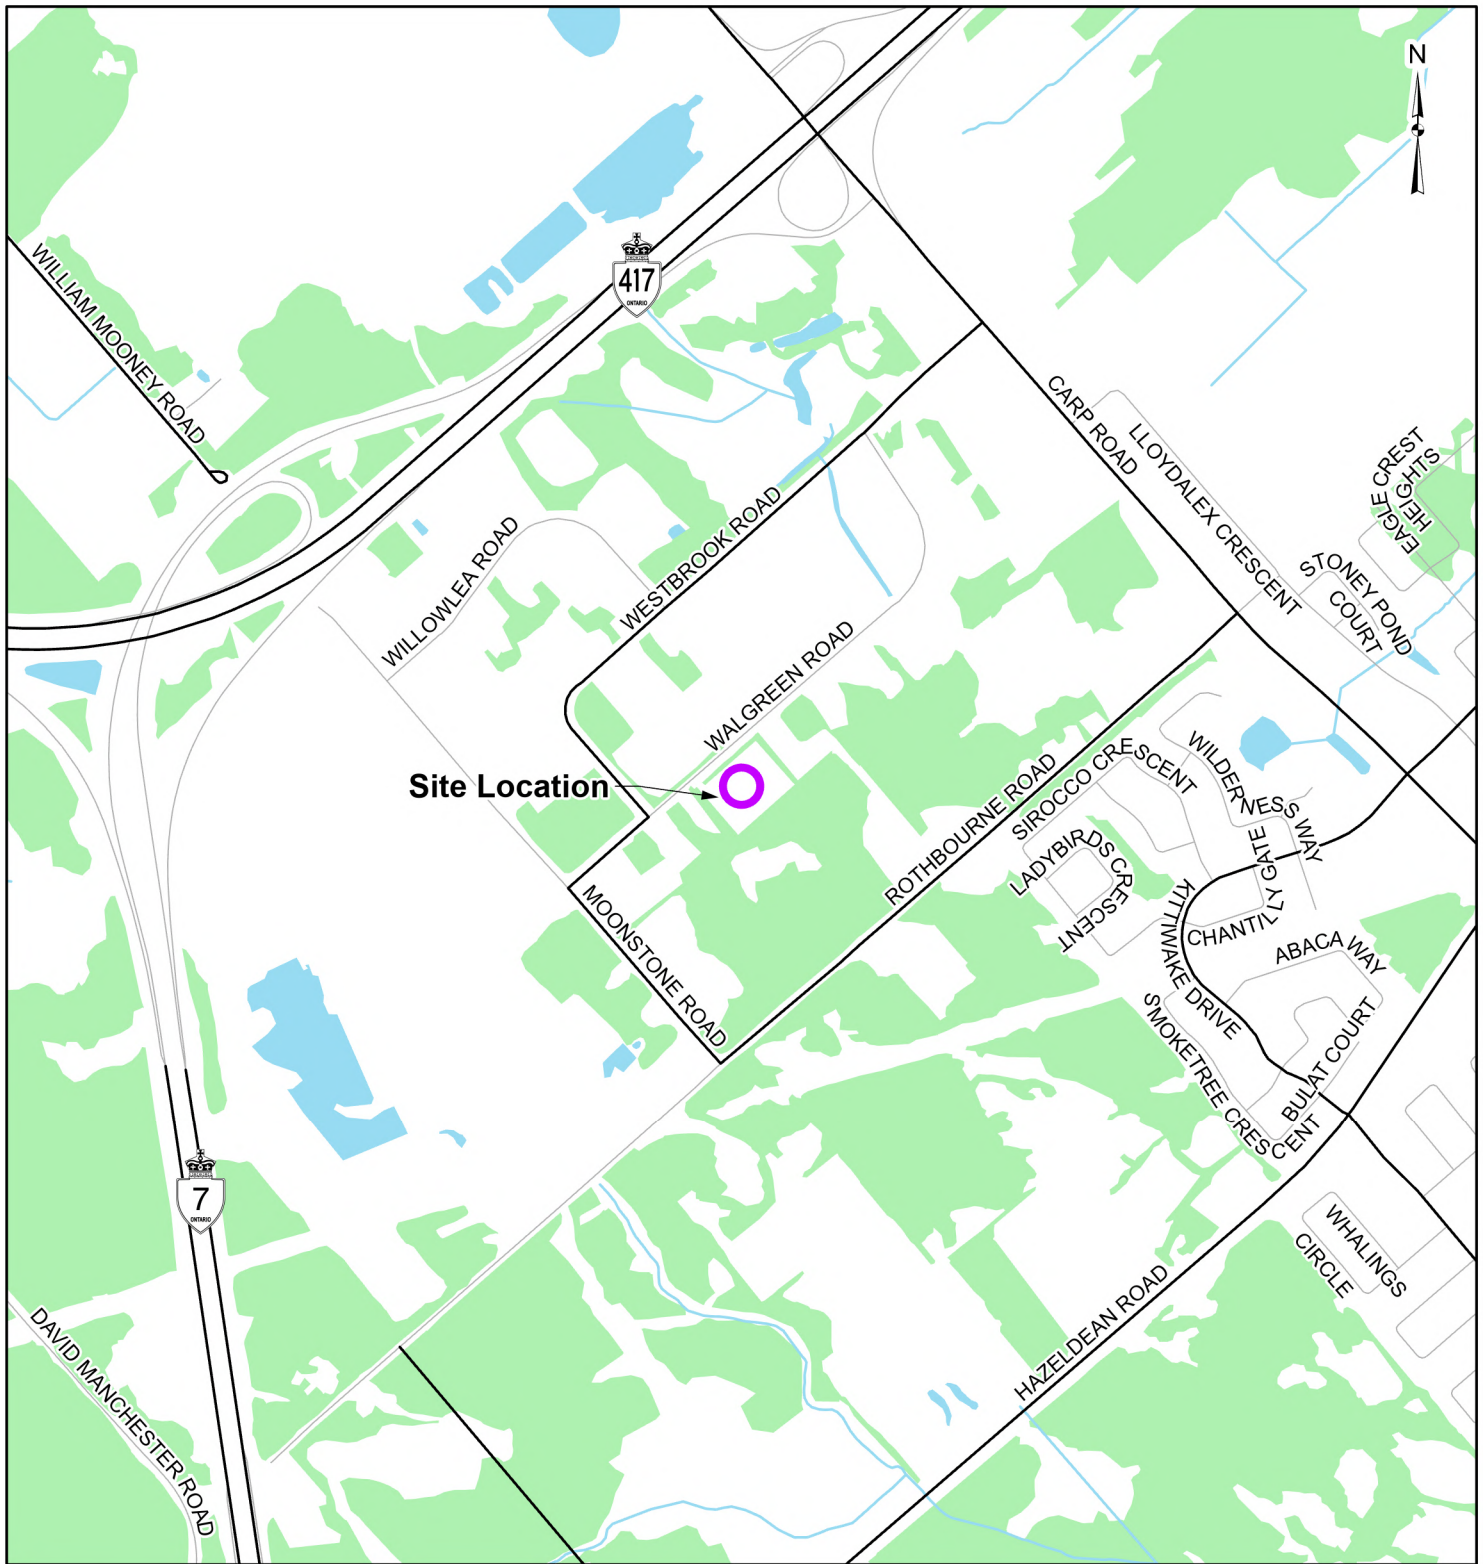 N
WILLIAM MOONEY ROAD
417
ONTARIO
CARP ROAD
LLOYDALEX CRESCENT
EAGLE CREST
HEIGHTS
STONEY POND
COURT
WILLOWLEA ROAD
WESTBROOK ROAD
WALGREEN ROAD
Site Location
ROTHBOURNE ROAD
SIROCCO CRESCENT
WILDERNESS WAY
LADYBIRDS CRESCENT
CHANTILLY GATE
KITTIWAKE DRIVE
ABACA WAY
MOONSTONE ROAD
SMOKETREE CRESCENT
BULAT COURT
7
ONTARIO
WHALINGS
CIRCLE
HAZELDEAN ROAD
DAVID MANCHESTER ROAD